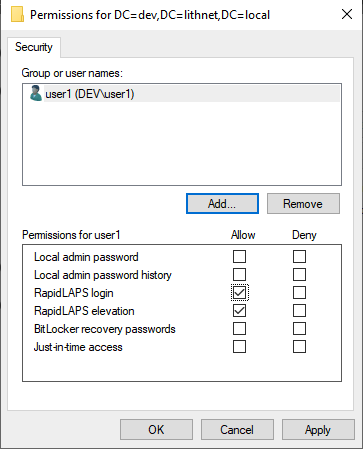 Permissions for DC=dev,DC=lithnet,DC=local
Security
Group or user names:
user1 (DEV\user1)
Add...
Remove
Permissions for user1
Allow
Deny
Local admin password
Local admin password history
RapidLAPS login
RapidLAPS elevation
BitLocker recovery passwords
Just-in-time access
OK
Cancel
Apply